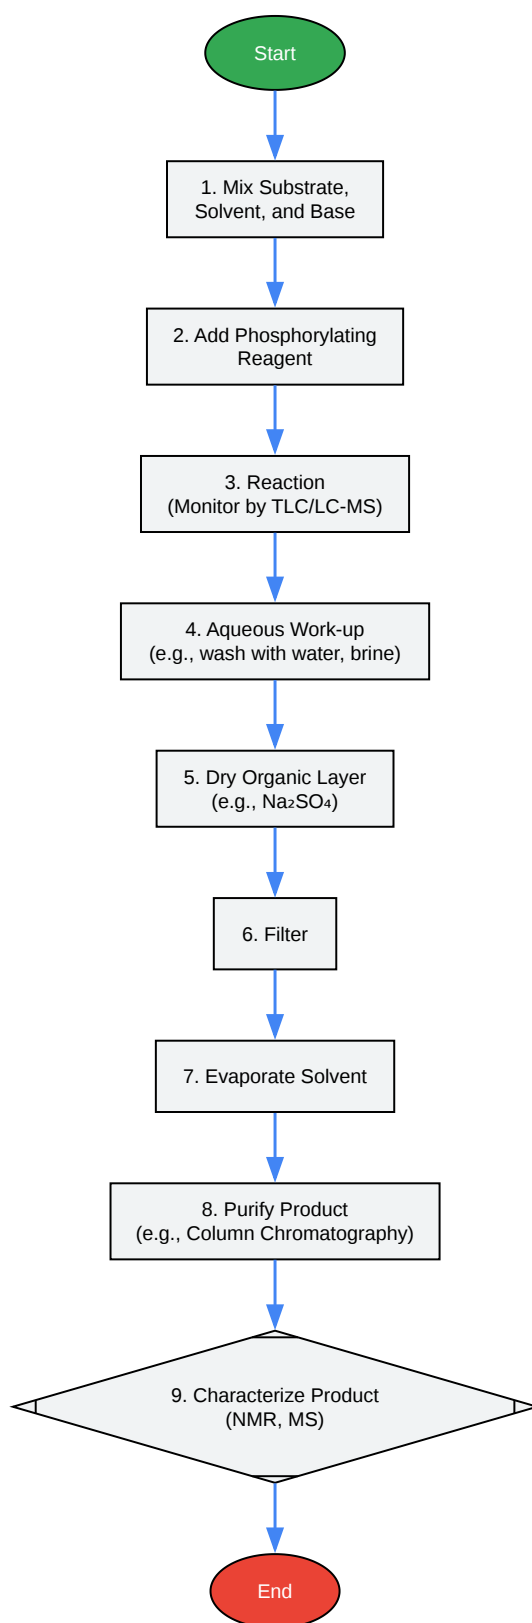 Start
1. Mix Substrate,
Solvent, and Base
2. Add Phosphorylating
Reagent
3. Reaction
(Monitor by TLC/LC-MS)
4. Aqueous Work-up
(e.g., wash with water, brine)
5. Dry Organic Layer
(e.g., Na₂SO₄)
6. Filter
7. Evaporate Solvent
8. Purify Product
(e.g., Column Chromatography)
9. Characterize Product
(NMR, MS)
End